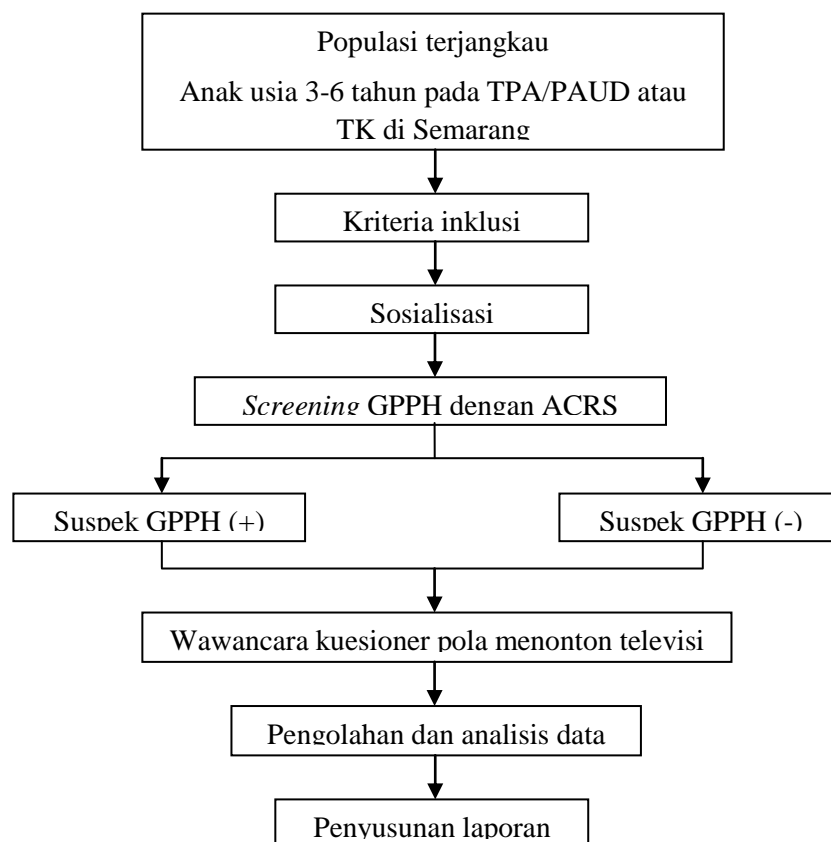 Populasi terjangkau
Anak usia 3-6 tahun pada TPA/PAUD atau
TK di Semarang
Kriteria inklusi
Sosialisasi
Screening GPPH dengan ACRS
Suspek GPPH (+)
Suspek GPPH (-)
Wawancara kuesioner pola menonton televisi
Pengolahan dan analisis data
Penyusunan laporan